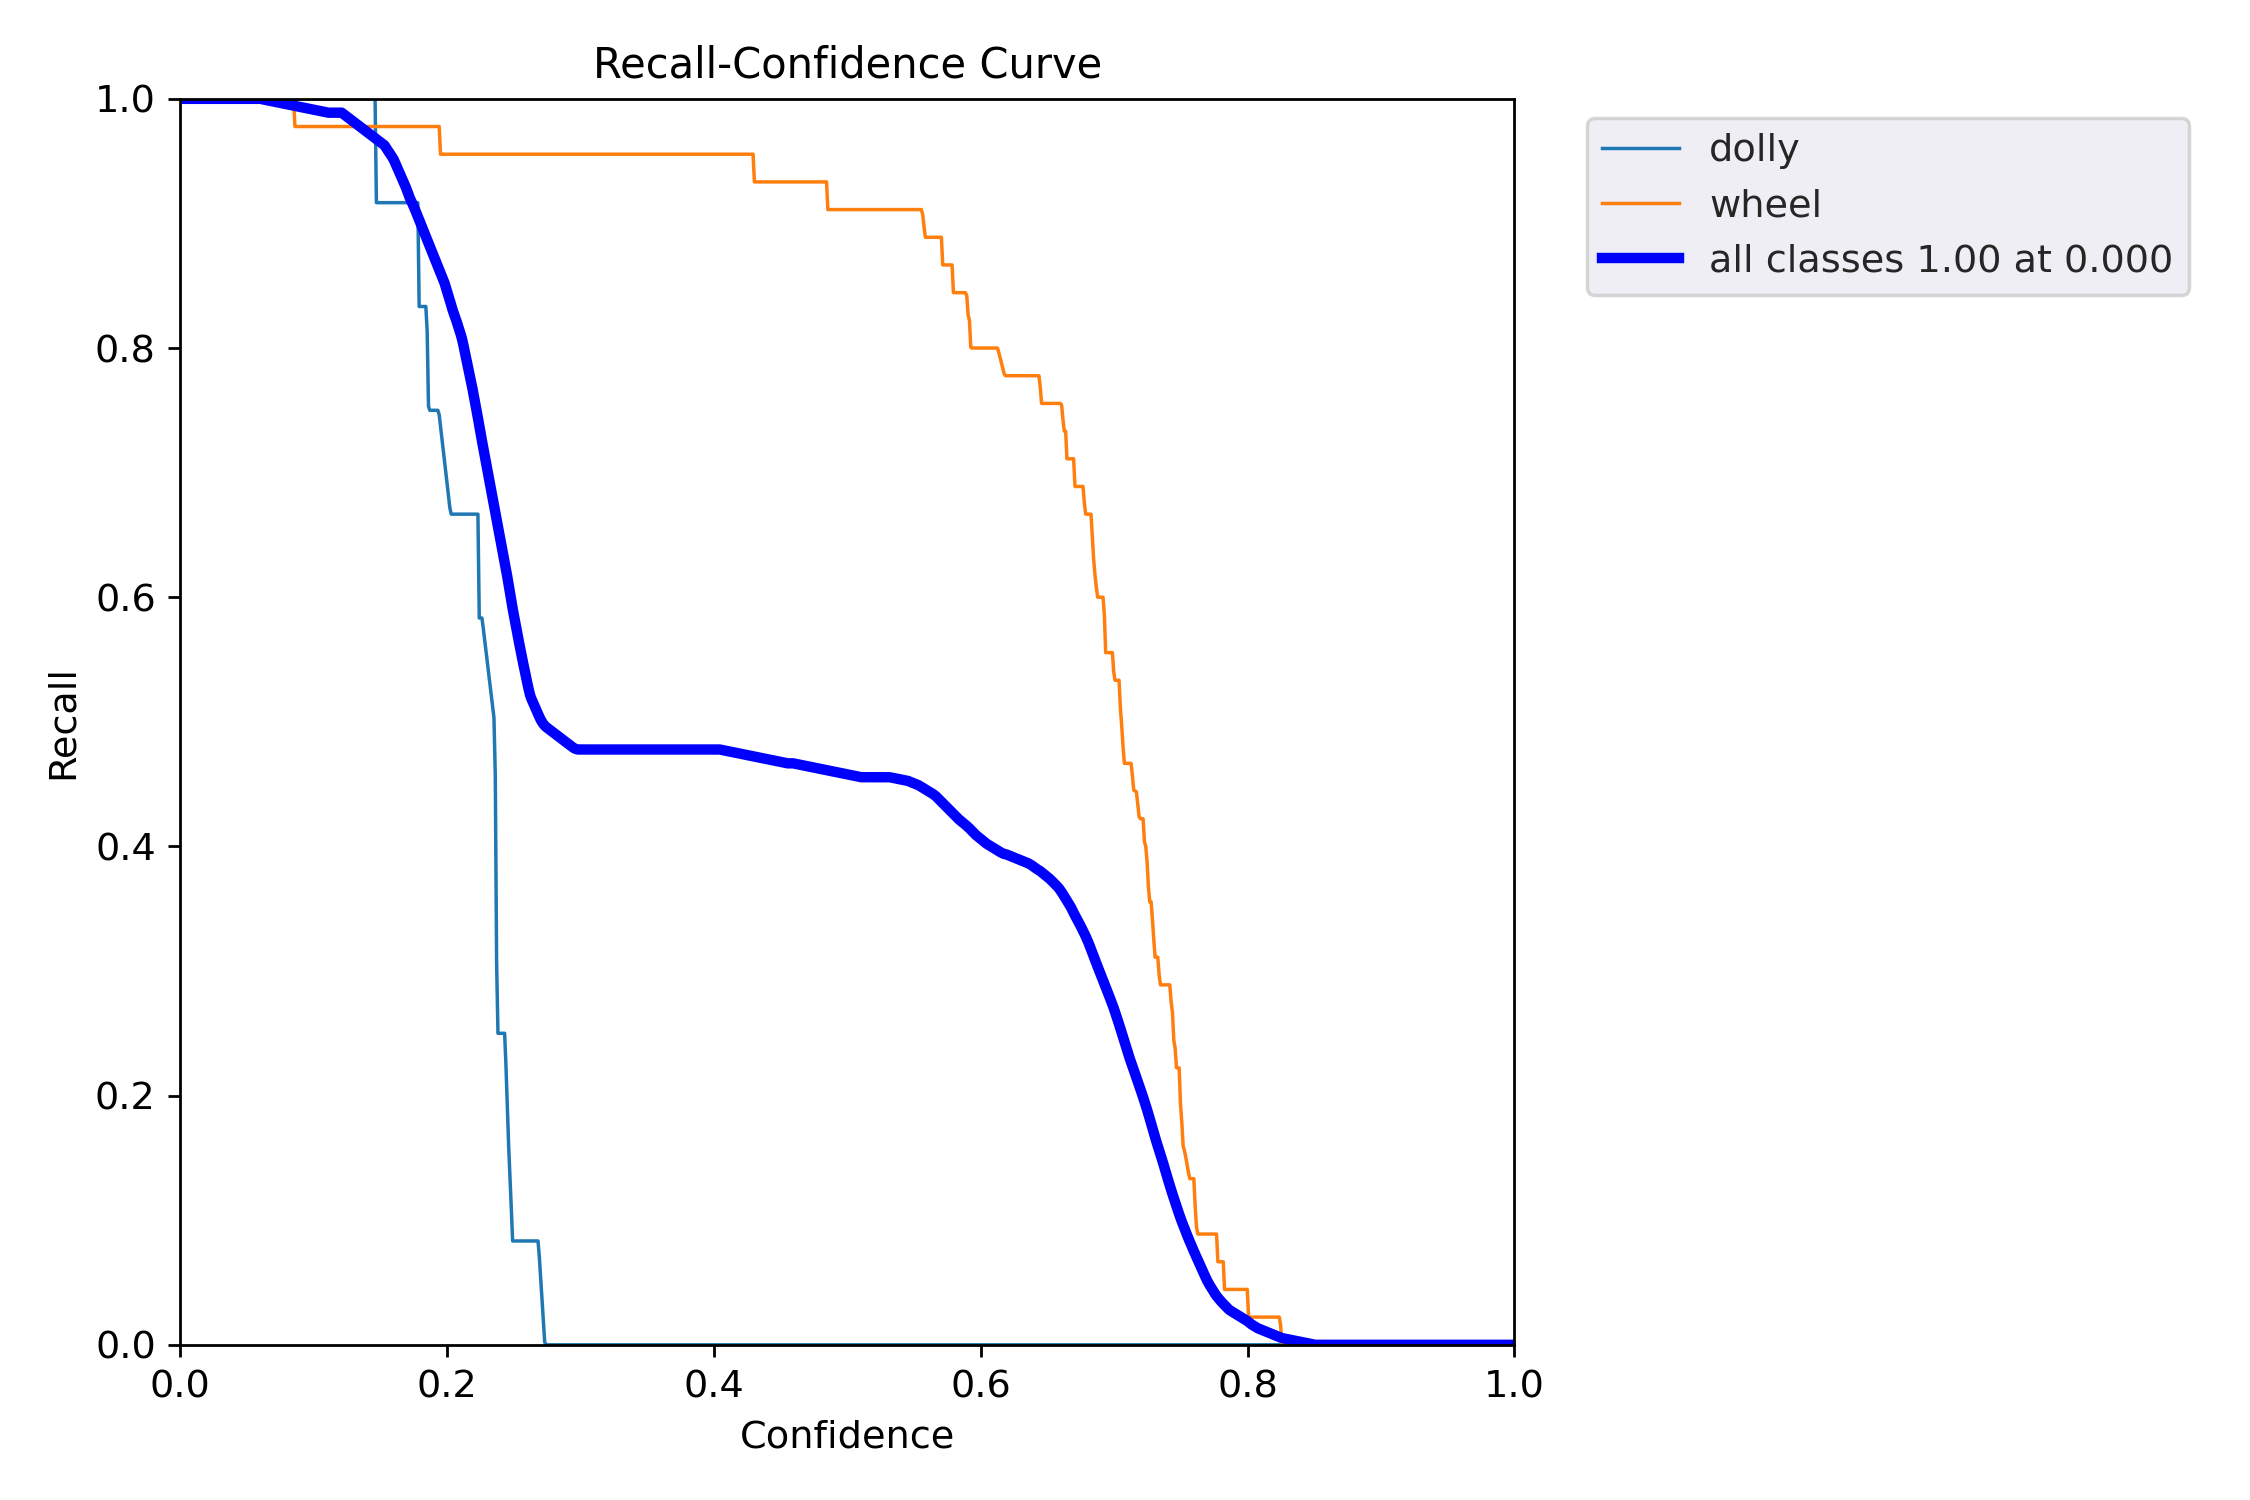 Recall-Confidence Curve
dolly
wheel
all classes 1.00 at 0.000
Recall
1.0
0.8
0.6
0.4
0.2
0.0
0.0 0.2 0.4 0.6 0.8 1.0
Confidence